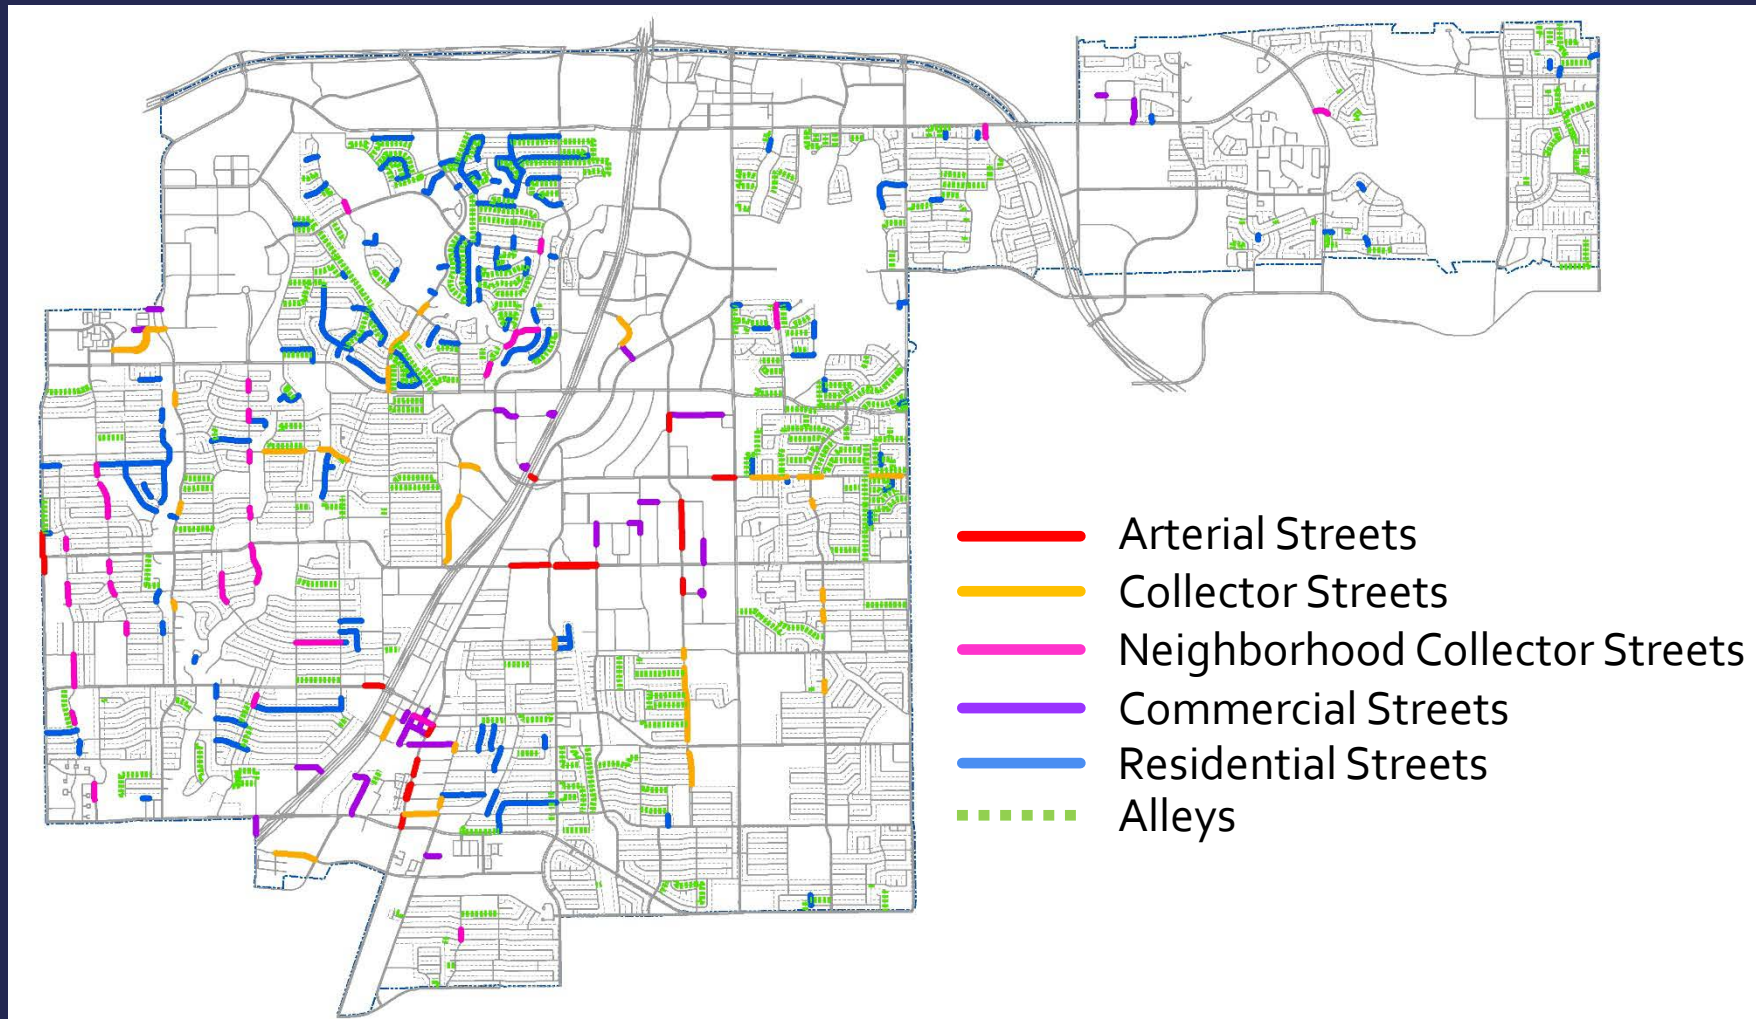 Arterial Streets
Collector Streets
Neighborhood Collector Streets
Commercial Streets
Residential Streets
Alleys